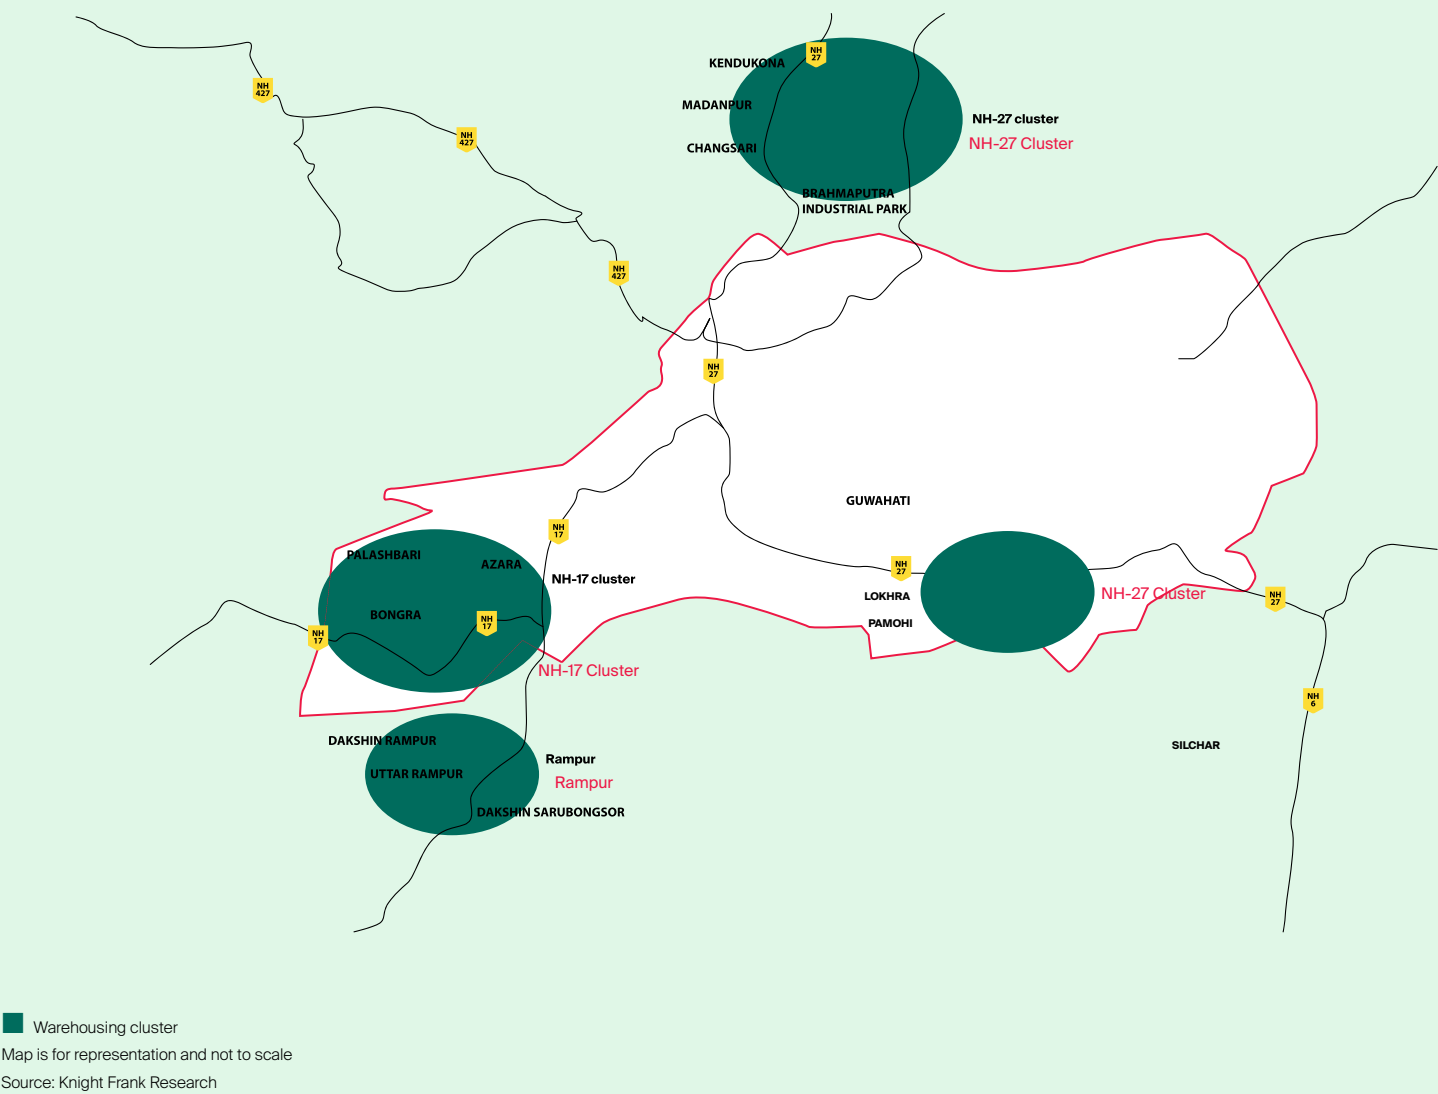 NH
27
KENDUKONA
NH
427
MADANPUR
NH-27 cluster
NH
427
NH-27 Cluster
CHANGSARI
BRAHMAPUTRA
INDUSTRIAL PARK
NH
427
NH
27
GUWAHATI
NH
17
PALASHBARI
AZARA
NH
27
NH-17 cluster
LOKHRA
NH-27 Cluster
NH
27
BONGRA
NH
17
PAMOHI
NH
17
NH-17 Cluster
NH
6
DAKSHIN RAMPUR
SILCHAR
Rampur
UTTAR RAMPUR
Rampur
DAKSHIN SARUBONGSOR
Warehousing cluster
Map is for representation and not to scale
Source: Knight Frank Research